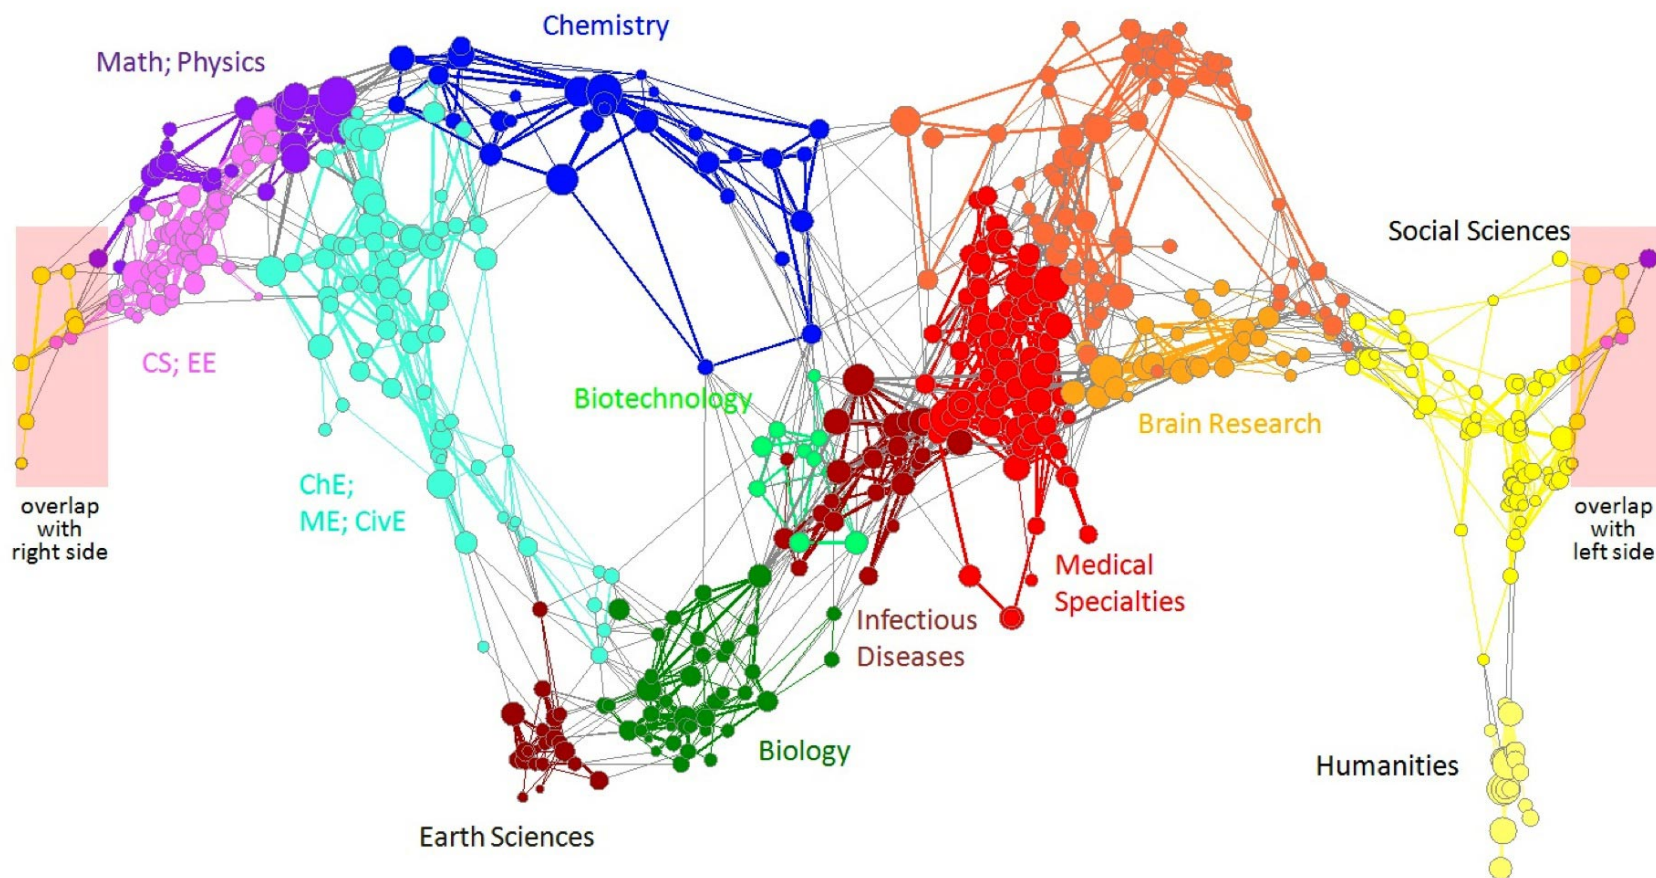 Chemistry
Math; Physics
Social Sciences
CS; EE
Biotechnology
Brain Research
ChE;
ME; CivE
overlap
with
right side
overlap
with
left side
Medical
Specialties
Infectious
Diseases
Biology
Humanities
Earth Sciences